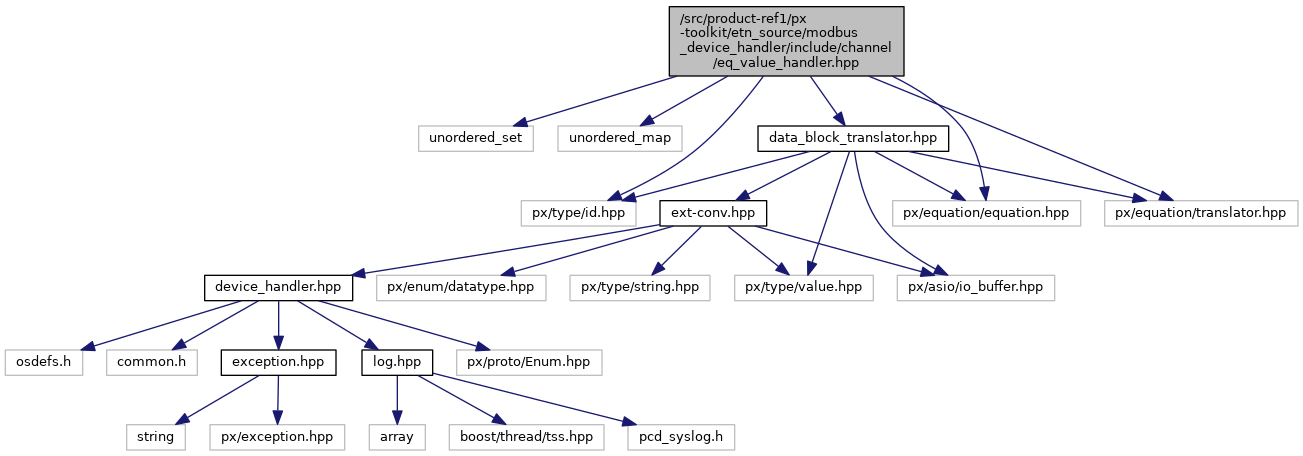 /src/product-ref1/px
-toolkit/etn_source/modbus
_device_handler/include/channel
/eq_value_handler.hpp
unordered_set
unordered_map
data_block_translator.hpp
px/type/id.hpp
ext-conv.hpp
px/equation/equation.hpp
px/equation/translator.hpp
device_handler.hpp
px/enum/datatype.hpp
px/type/string.hpp
px/type/value.hpp
px/asio/io_buffer.hpp
osdefs.h
common.h
exception.hpp
log.hpp
px/proto/Enum.hpp
string
px/exception.hpp
array
boost/thread/tss.hpp
pcd_syslog.h